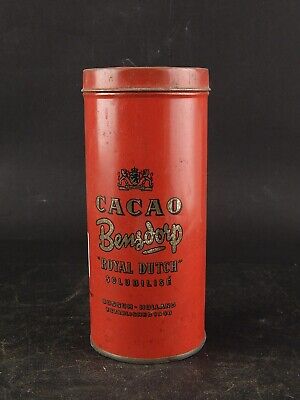 CACAO
Bensdorp
"ROYAL DUTCH"
SOLUBILISÉ
BUSSUM-HOLLAND